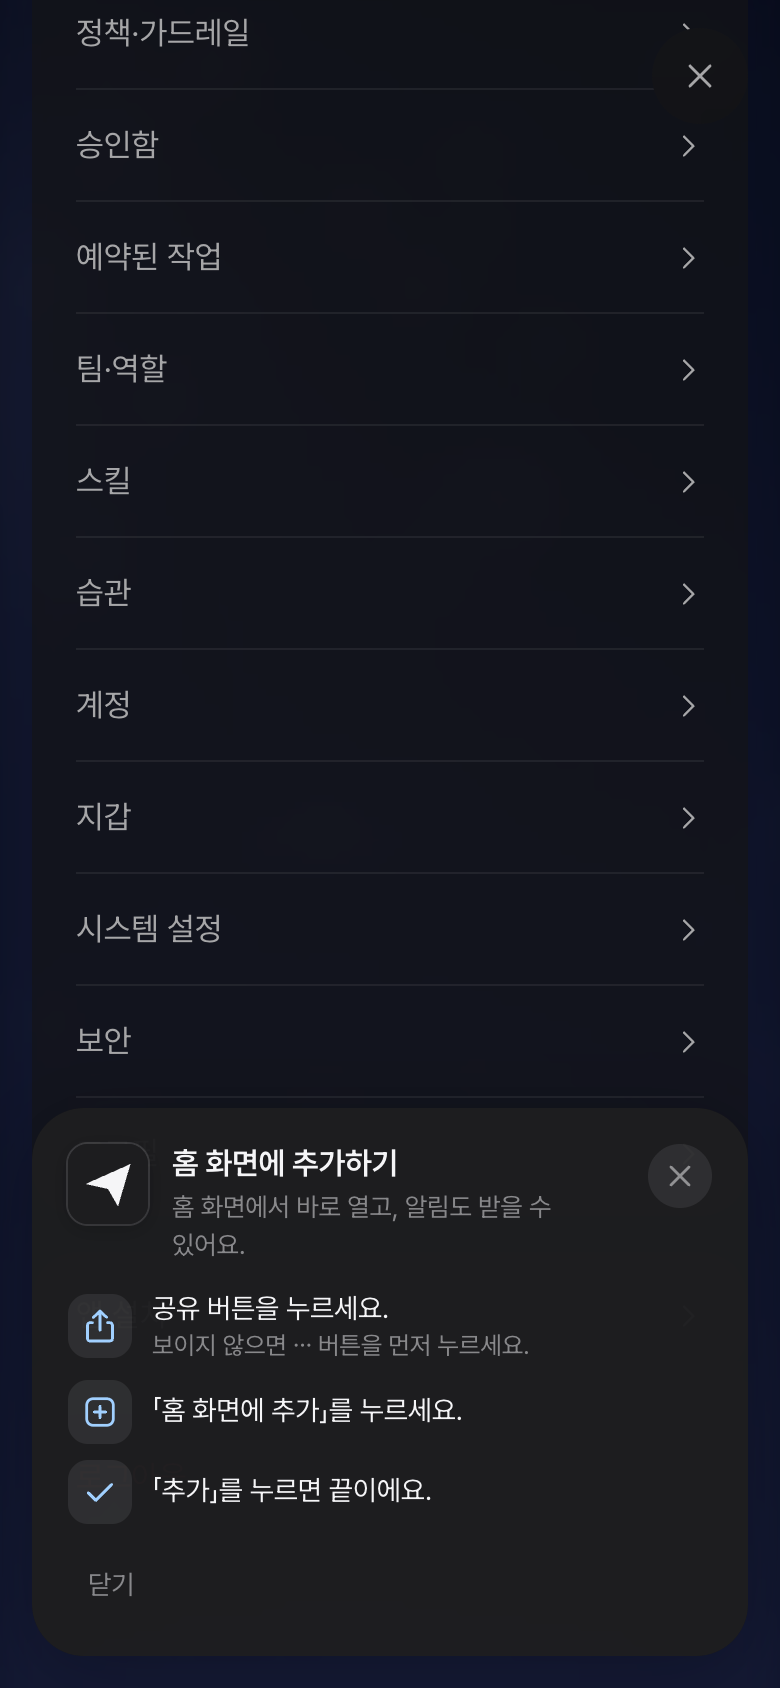 정책·가드레일
승인함
예약된 작업
팀·역할
스킬
습관
계정
지갑
시스템 설정
보안
홈 화면에 추가하기
홈 화면에서 바로 열고, 알림도 받을 수
있어요.
공유 버튼을 누르세요.
보이지 않으면 ··· 버튼을 먼저 누르세요.
「홈 화면에 추가」를 누르세요.
「추가」를 누르면 끝이에요.
닫기